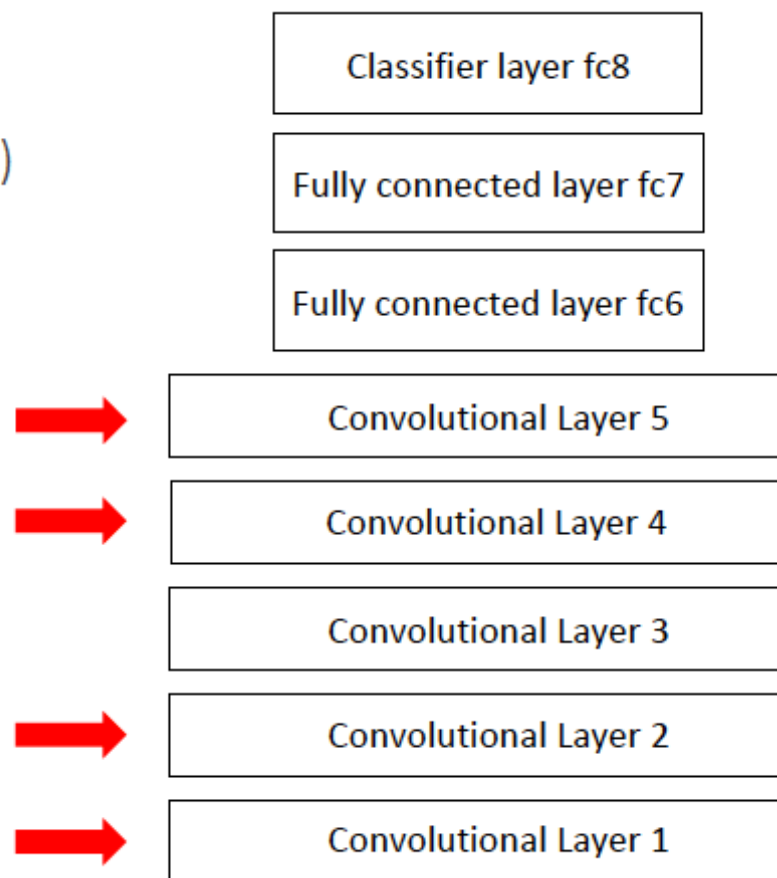 Classifier layer fc8
)
Fully connected layer fc7
Fully connected layer fc6
Convolutional Layer 5
Convolutional Layer 4
Convolutional Layer 3
Convolutional Layer 2
Convolutional Layer 1